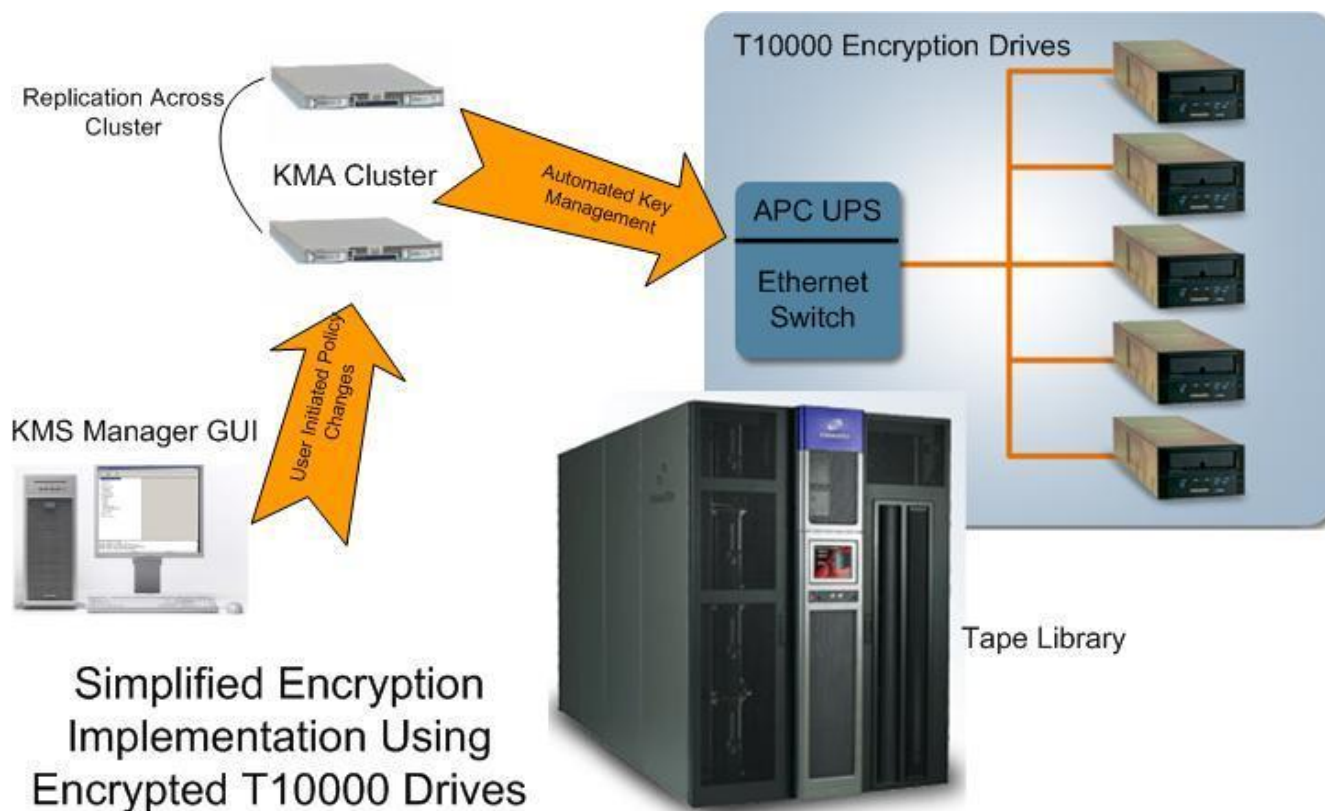 T10000 Encryption Drives
Replication Across
Cluster
KMA Cluster
Automated Key
Management
APC UPS
Ethernet
Switch
User Initiated Policy
Changes
KMS Manager GUI
Tape Library
Simplified Encryption
Implementation Using
Encrypted T10000 Drives